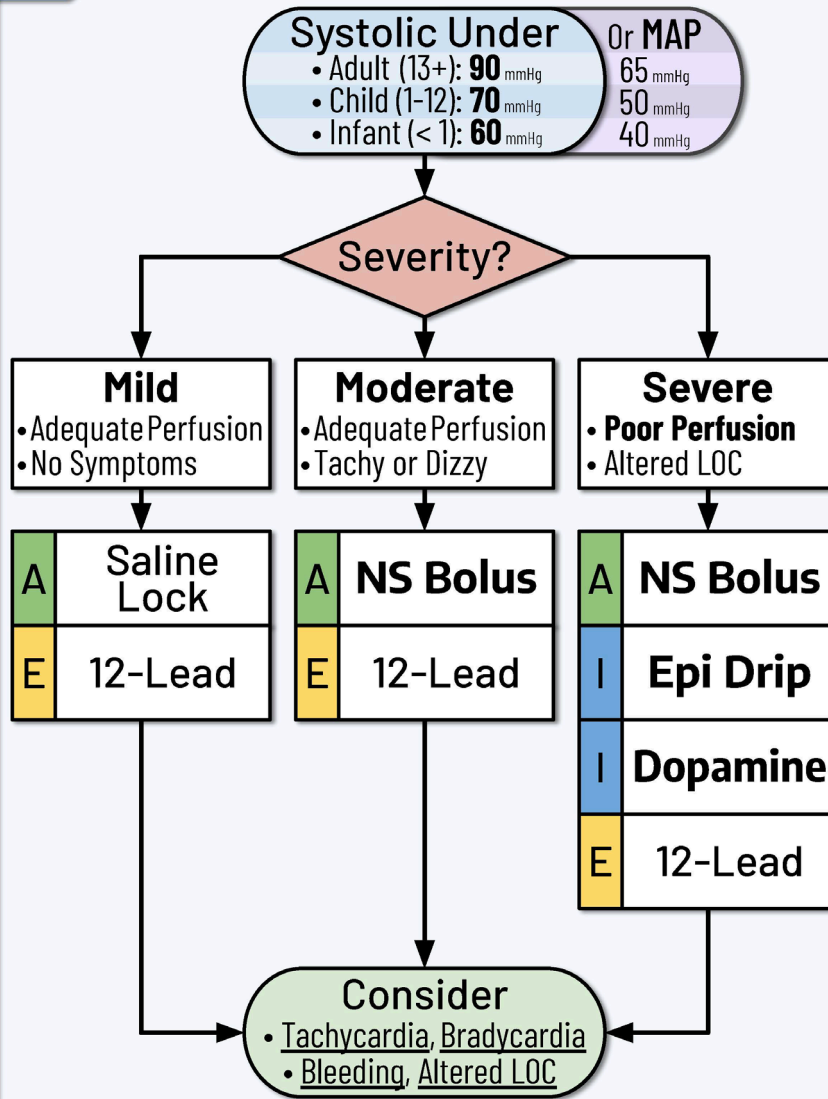 Systolic Under
• Adult (13+): 90 mmHg
• Child (1-12): 70 mmHg
• Infant (< 1): 60 mmHg
Or MAP
65 mmHg
50 mmHg
40 mmHg
Severity?
Mild
• Adequate Perfusion
• No Symptoms
Moderate
• Adequate Perfusion
• Tachy or Dizzy
Severe
• Poor Perfusion
• Altered LOC
A
Saline
Lock
E
12-Lead
A
NS Bolus
E
12-Lead
A
NS Bolus
I
Epi Drip
I
Dopamine
E
12-Lead
Consider
• Tachycardia, Bradycardia
• Bleeding, Altered LOC